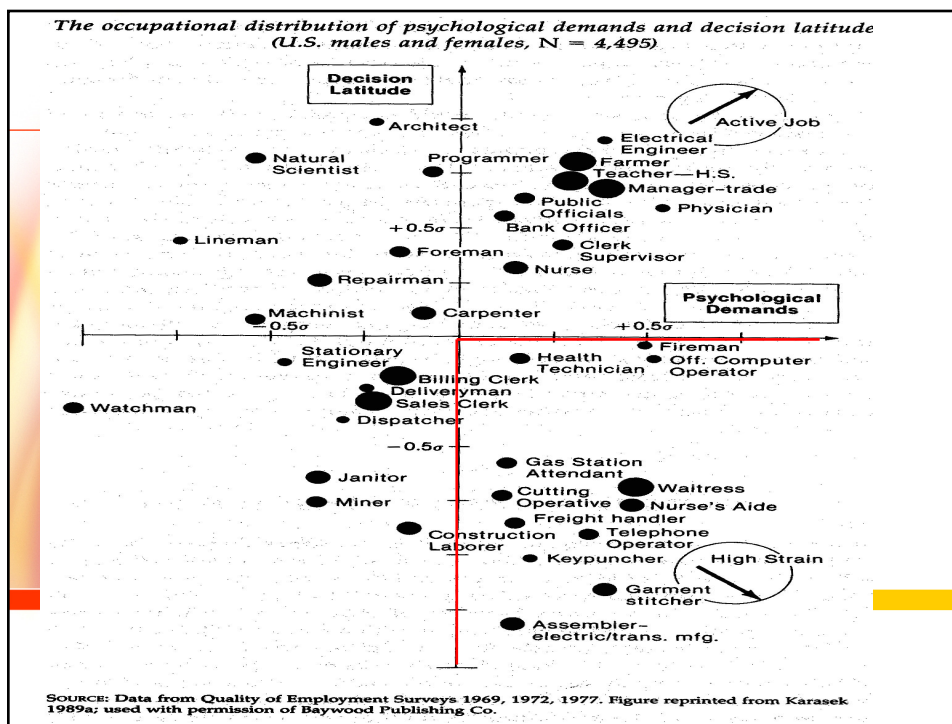 The occupational distribution of psychological demands and decision latitude
(U.S. males and females, N = 4,495)
Decision
Latitude
Active Job
Architect
Electrical
Engineer
Natural
Scientist
Programmer
Farmer
Teacher—H.S.
Manager-trade
Public
Officials
Physician
Bank Officer
+0.5σ
Lineman
Foreman
Clerk
Supervisor
Nurse
Repairman
Psychological
Demands
Machinist
Carpenter
-0.5σ
+0.5σ
Fireman
Stationary
Engineer
Health
Technician
Off. Computer
Operator
Billing Clerk
Deliveryman
Sales Clerk
Watchman
Dispatcher
-0.5σ
Gas Station
Attendant
Janitor
Waitress
Cutting
Operative
Miner
Nurse's Aide
Freight handler
Construction
Laborer
Telephone
Operator
Keypuncher
High Strain
Garment
stitcher
Assembler-
electric/trans. mfg.
SOURCE: Data from Quality of Employment Surveys 1969, 1972, 1977. Figure reprinted from Karasek
1989a; used with permission of Baywood Publishing Co.